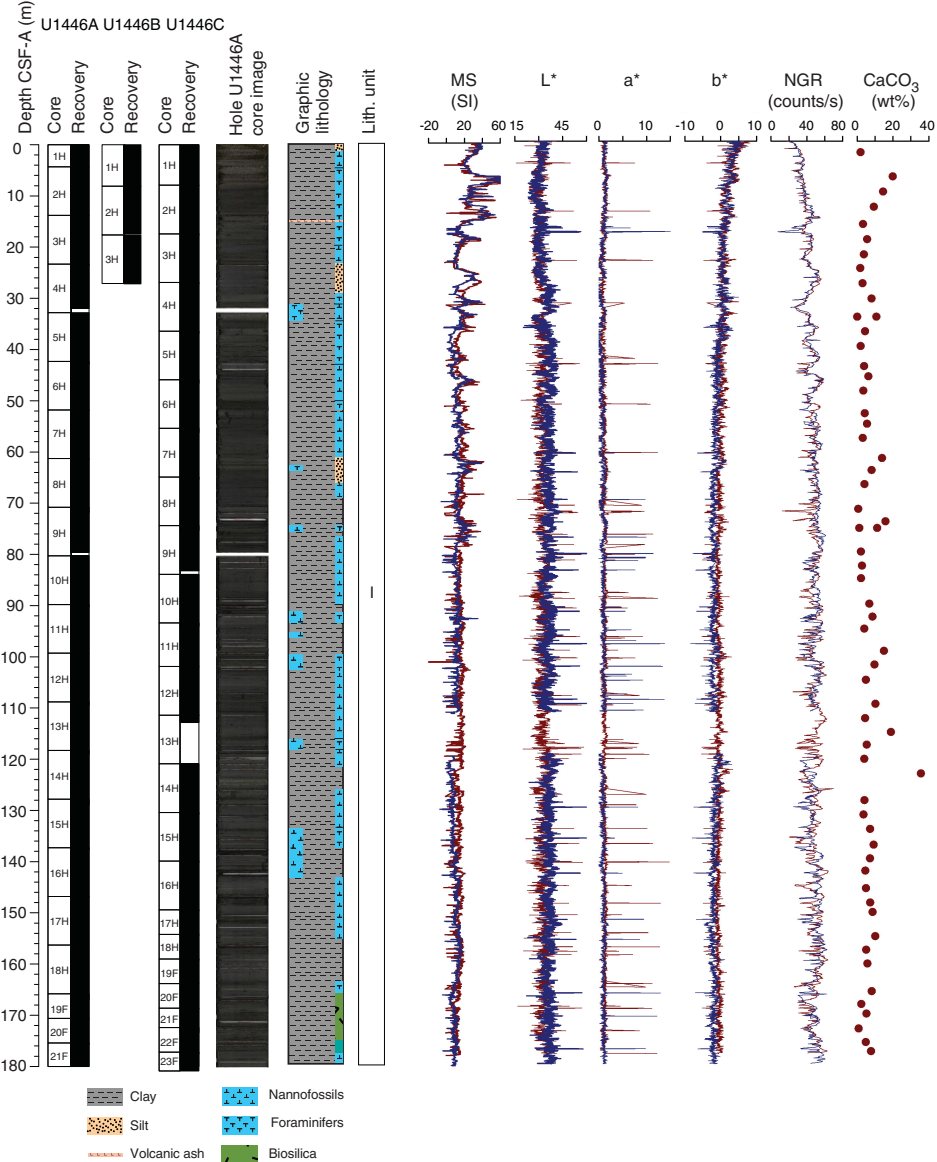 Depth CSF-A (m)
U1446A U1446B U1446C
Core
Recovery
Core
Recovery
Core
Recovery
Hole U1446A
core image
Graphic
lithology
Lith. unit
MS
(SI)
L*
a*
b*
NGR
(counts/s)
CaCO3
(wt%)
-20 20 60
15 45
0 10
-10 0 10
0 40 80
0 20 40
0
10
20
30
40
50
60
70
80
90
100
110
120
130
140
150
160
170
180
1H
2H
3H
4H
5H
6H
7H
8H
9H
10H
11H
12H
13H
14H
15H
16H
17H
18H
19F
20F
21F
1H
2H
3H
1H
2H
3H
4H
5H
6H
7H
8H
9H
10H
11H
12H
13H
14H
15H
16H
17H
18H
19F
20F
21F
22F
23F
I
Clay
Silt
Volcanic ash
Nannofossils
Foraminifers
Biosilica